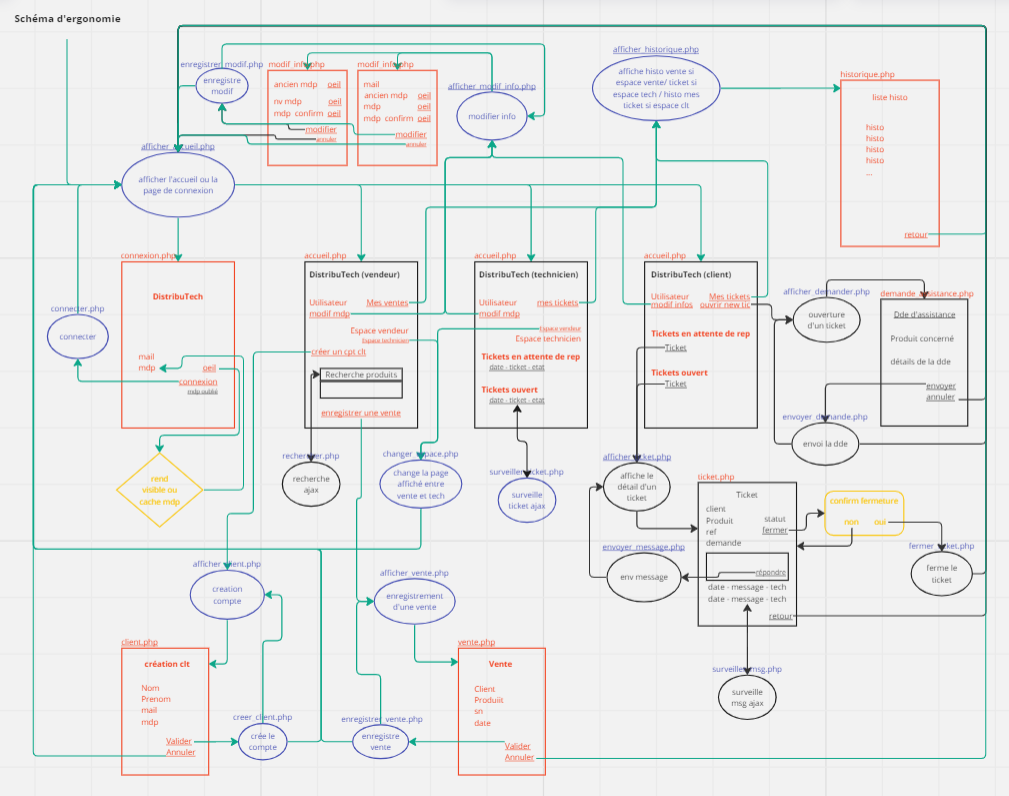 Schéma d'ergonomie
enregistrer_modif.php
enregistre
modif
modif_info.php
ancien mdp oeil
nv mdp oeil
mdp confirm oeil
modifier
annuler
modif_info.php
mail
ancien mdp oeil
mdp oeil
mdp confirm oeil
modifier
annuler
afficher_modif_info.php
modifier info
afficher_historique.php
affiche histo vente si
espace vente/ ticket si
espace tech / histo mes
ticket si espace clt
historique.php
liste histo
histo
histo
histo
histo
...
retour
afficher_accueil.php
afficher l'accueil ou la
page de connexion
connexion.php
DistribuTech
mail
mdp oeil
connexion
mdp oublié
connecter.php
connecter
rend
visible ou
cache mdp
accueil.php
DistribuTech (vendeur)
Utilisateur Mes ventes
modif mdp
Espace vendeur
Espace technicien
créer un cpt clt
Recherche produits
enregistrer une vente
accueil.php
DistribuTech (technicien)
Utilisateur mes tickets
modif mdp
Espace vendeur
Espace technicien
Tickets en attente de rep
date - ticket - etat
Tickets ouvert
date - ticket - etat
accueil.php
DistribuTech (client)
Utilisateur Mes tickets
modif infos ouvrir new tic
Tickets en attente de rep
Ticket
Tickets ouvert
Ticket
afficher_demander.php
ouverture
d'un ticket
demande_assistance.php
Dde d'assistance
Produit concerné
détails de la dde
envoyer
annuler
envoyer_demande.php
envoi la dde
rechercher.php
recherche
ajax
changer_espace.php
change la page
affiché entre
vente et tech
surveiller_ticket.php
surveille
ticket ajax
afficher_ticket.php
affiche le
détail d'un
ticket
ticket.php
Ticket
client
Produit statut
ref fermer
demande
répondre
date - message - tech
date - message - tech
retour
confirm fermeture
non oui
fermer_ticket.php
ferme le
ticket
envoyer_message.php
env message
surveiller_msg.php
surveille
msg ajax
afficher_client.php
creation
compte
afficher_vente.php
enregistrement
d'une vente
client.php
création clt
Nom
Prenom
mail
mdp
Valider
Annuler
creer_client.php
crée le
compte
enregistrer_vente.php
enregistre
vente
vente.php
Vente
Client
Produiit
sn
date
Valider
Annuler